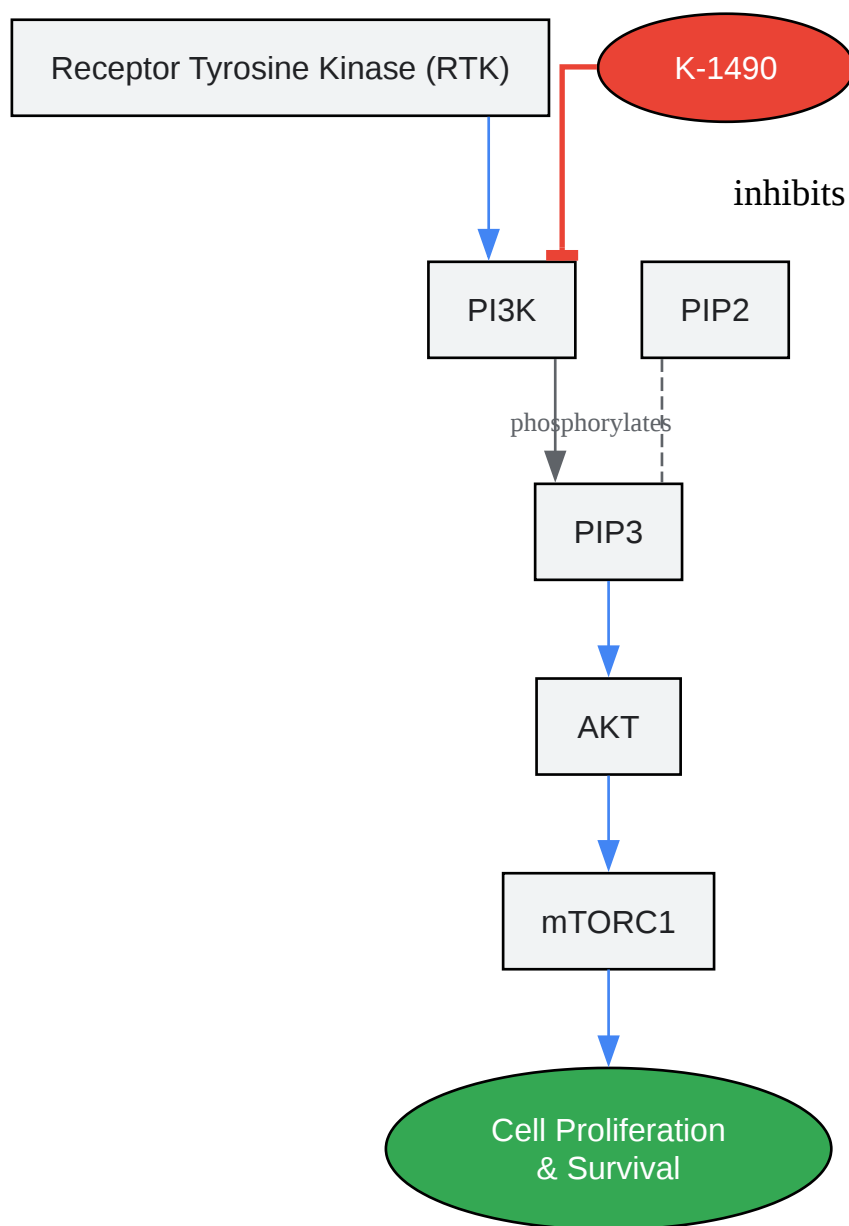 Receptor Tyrosine Kinase (RTK)
K-1490
inhibits
PI3K
PIP2
phosphorylates
PIP3
AKT
mTORC1
Cell Proliferation
& Survival